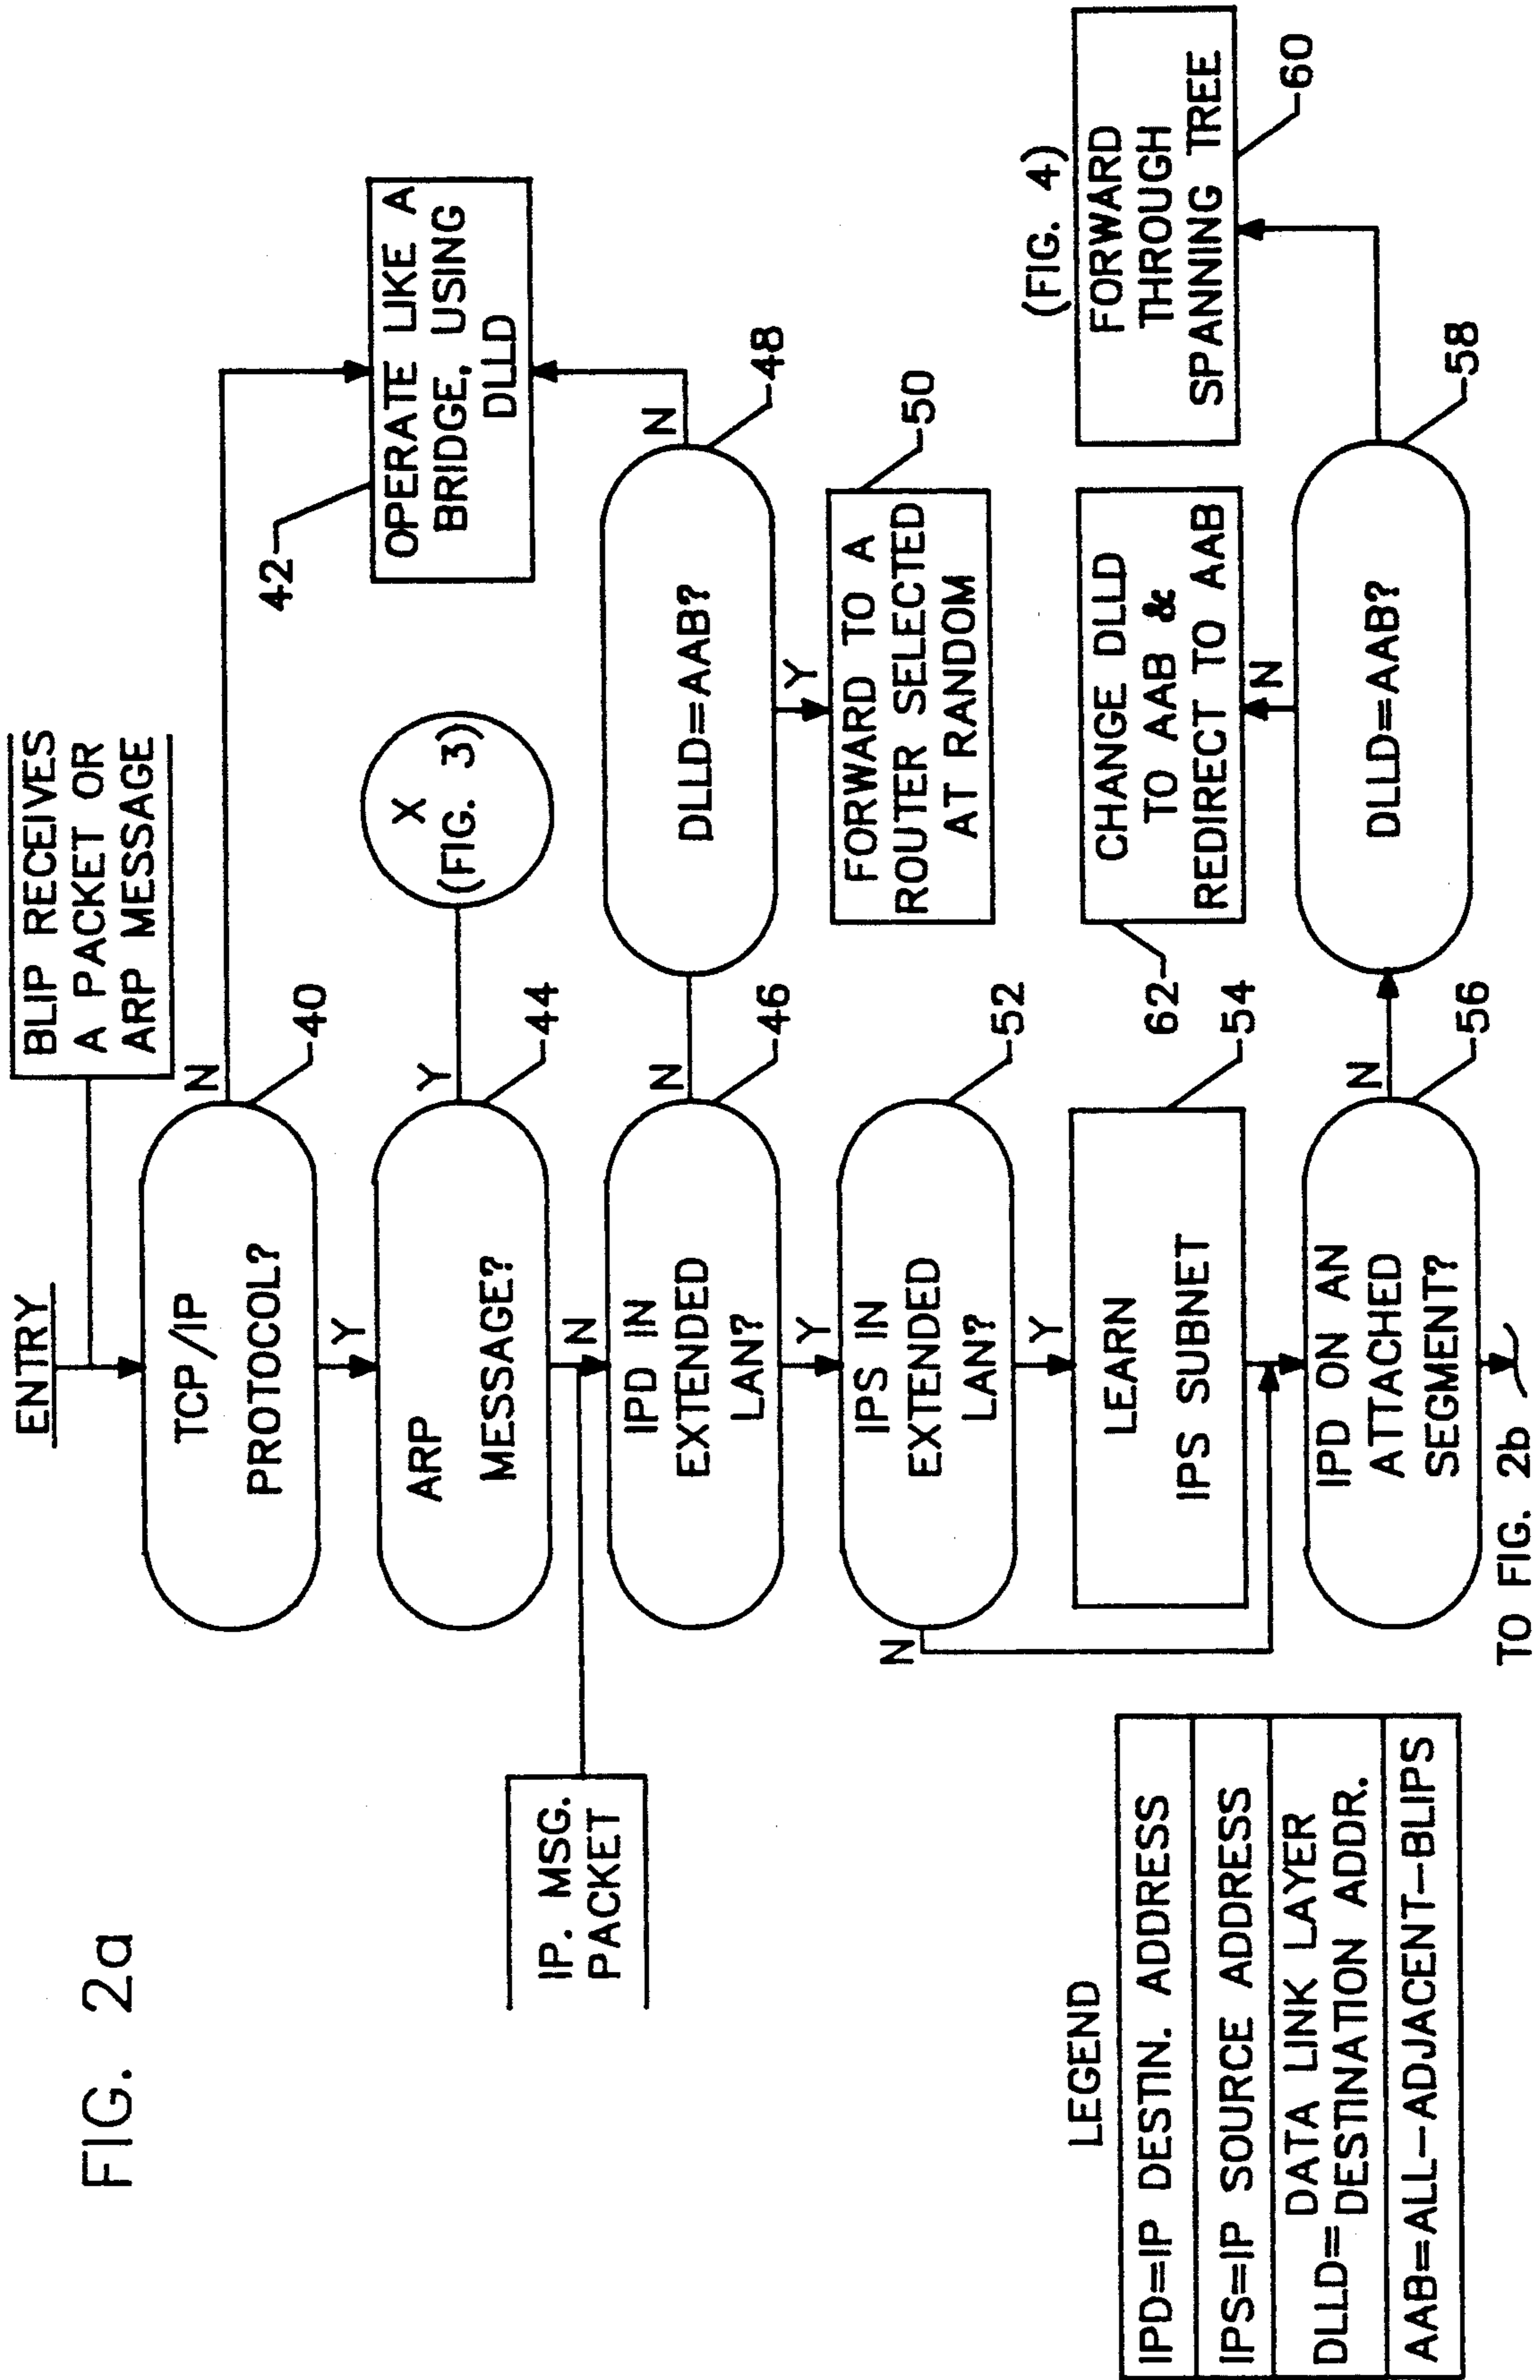 FIG. 2a
ENTRY
BLIP RECEIVES
A PACKET OR
ARP MESSAGE
TCP/IP
PROTOCOL?
40
N
Y
42
OPERATE LIKE A
BRIDGE, USING
DLLD
ARP
MESSAGE?
44
Y
N
X
(FIG. 3)
IP. MSG.
PACKET
IPD IN
EXTENDED
LAN?
46
N
Y
DLLD=AAB?
48
N
Y
FORWARD TO A
ROUTER SELECTED
AT RANDOM
50
IPS IN
EXTENDED
LAN?
52
N
Y
LEARN
IPS SUBNET
54
IPD ON AN
ATTACHED
SEGMENT?
56
N
TO FIG. 2b
DLLD=AAB?
58
N
CHANGE DLLD
TO AAB &
REDIRECT TO AAB
62
(FIG. 4)
FORWARD
THROUGH
SPANNING TREE
60
LEGEND
IPD=IP DESTIN. ADDRESS
IPS=IP SOURCE ADDRESS
DATA LINK LAYER
DLLD= DESTINATION ADDR.
AAB=ALL-ADJACENT-BLIPS